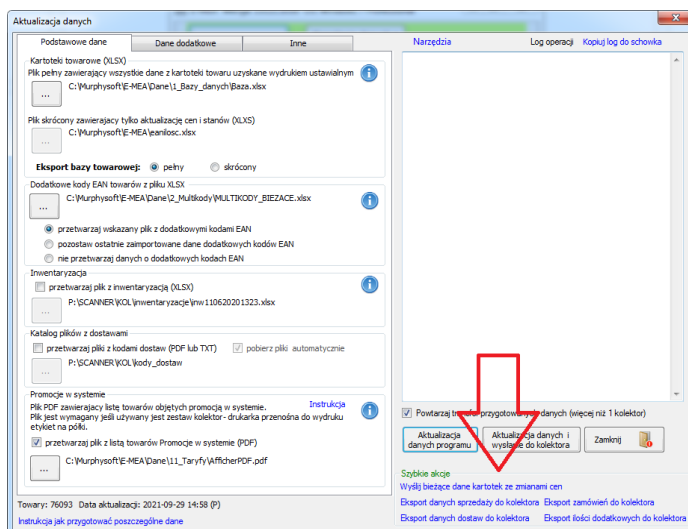 Aktualizacja danych
Podstawowe dane
Dane dodatkowe
Inne
Kartoteki towarowe (XLSX)
Plik pełny zawierający wszystkie dane z kartoteki towaru uzyskane wydrukiem ustawialnym
...
C:\Murphysoft\E-MEA\Dane\1_Bazy_danych\Baza.xlsx
Plik skrócony zawierajacy tylko aktualizację cen i stanów (XLXS)
...
C:\Murphysoft\E-MEA\eanilosc.xlsx
Eksport bazy towarowej: pełny skrócony
Dodatkowe kody EAN towarów z pliku XLSX
...
C:\Murphysoft\E-MEA\Dane\2_Multikody\MULTIKODY_BIEZACE.xlsx
przetwarzaj wskazany plik z dodatkowymi kodami EAN
pozostaw ostatnie zaimportowane dane dodatkowych kodów EAN
nie przetwarzaj danych o dodatkowych kodach EAN
Inwentaryzacja
przetwarzaj plik z inwentaryzacją (XLSX)
...
P:\SCANNER\KOL\inwentaryzacje\inw110620201323.xlsx
Katalog plików z dostawami
przetwarzaj pliki z kodami dostaw (PDF lub TXT) pobierz pliki automatycznie
...
P:\SCANNER\KOL\kody_dostaw
Promocje w systemie
Plik PDF zawierający listę towarów objętych promocją w systemie.
Instrukcja
Plik jest wymagany jeśli używany jest zestaw kolektor - drukarka przenośna do wydruku
etykiet na półki.
przetwarzaj plik z listą towarów Promocje w systemie (PDF)
...
C:\Murphysoft\E-MEA\Dane\11_Taryfy\AfficherPDF.pdf
Towary: 76093 Data aktualizacji: 2021-09-29 14:58 (P)
Instrukcja jak przygotować poszczególne dane
Narzędzia
Log operacji
Kopiuj log do schowka
Powtarzaj przygotowanych danych (więcej niż 1 kolektor)
Aktualizacja
danych programu
Aktualizacja danych i
wysłanie do kolektora
Zamknij
Szybkie akcje
Wyślij bieżące dane kartotek ze zmianami cen
Eksport danych sprzedaży do kolektora Eksport zamówień do kolektora
Eksport danych dostaw do kolektora Eksport ilości dodatkowych do kolektora